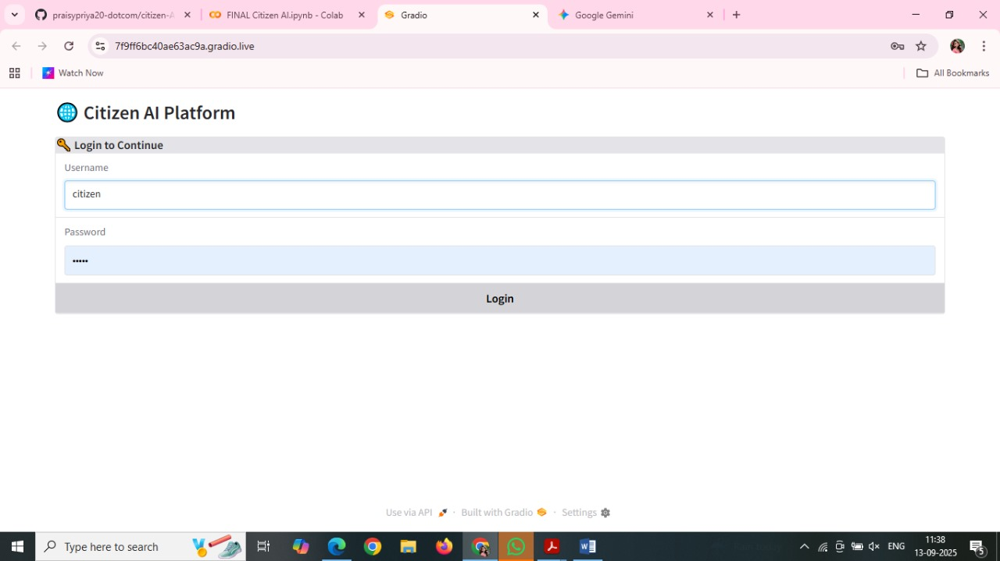 praisypriya20-dotcom/citizen-A
FINAL Citizen AI.ipynb - Colab
Gradio
Google Gemini
7f9ff6bc40ae63ac9a.gradio.live
Watch Now
All Bookmarks
Citizen AI Platform
Login to Continue
Username
citizen
Password
•••••
Login
Use via API · Built with Gradio · Settings
Type here to search
ENG
11:38
13-09-2025
5